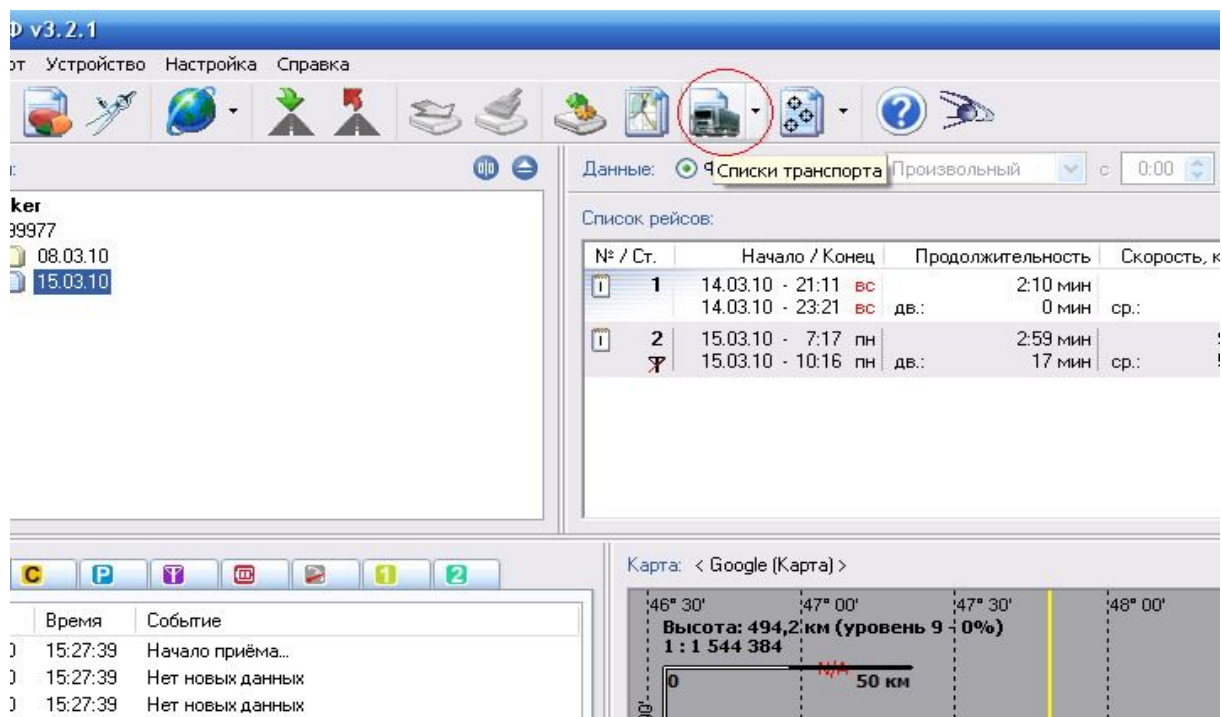 Ф v3.2.1
от Устройство Настройка Справка
Данные: Списки транспорта Произвольный с 0:00
ker
99977
08.03.10
15.03.10
Список рейсов:
№ / Ст. Начало / Конец Продолжительность Скорость, к
1 14.03.10 - 21:11 вс 2:10 мин
14.03.10 - 23:21 вс дв.: 0 мин ср.:
2 15.03.10 - 7:17 пн 2:59 мин
15.03.10 - 10:16 пн дв.: 17 мин ср.:
C P 1 2
Карта: < Google (Карта) >
46° 30' 47° 00' 47° 30' 48° 00'
Высота: 494,2 км (уровень 9 - 0%)
1 : 1 544 384
N/A
0 50 км
Время Событие
15:27:39 Начало приёма...
15:27:39 Нет новых данных
15:27:39 Нет новых данных